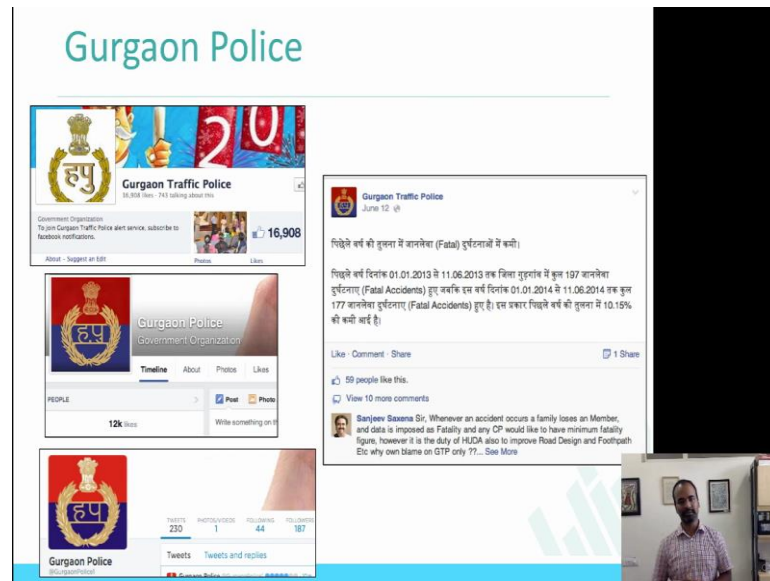 Gurgaon Police
20
हपु
Gurgaon Traffic Police
16,908 likes · 743 talking about this
Government Organization
To join Gurgaon Traffic Police alert service, subscribe to
facebook notifications.
16,908
About – Suggest an Edit
Photos
Likes
हपु
Gurgaon Police
Government Organization
Timeline About Photos Likes
PEOPLE
Post Photo
12k likes
Write something on th
हपु
TWEETS PHOTOS/VIDEOS FOLLOWING FOLLOWERS
230 1 44 187
Gurgaon Police
@GurgaonPolice
Tweets Tweets and replies
Gurgaon Police
Gurgaon Traffic Police
June 12
पिछेले वर्ष की तुलना में जानलेवा (Fatal) दुर्घटनाओं में कमी।
पिछले वर्ष दिनांक 01.01.2013 से 11.06.2013 तक जिला गुड़गांव में कुल 197 जानलेवा
दुर्घटनाए (Fatal Accidents) हुए जबकि इस वर्ष दिनांक 01.01.2014 से 11.06.2014 तक कुल
177 जानलेवा दुर्घटनाए (Fatal Accidents) हुए है। इस प्रकार पिछले वर्ष की तुलना में 10.15%
की कमी आई है।
Like · Comment · Share
1 Share
59 people like this.
View 10 more comments
Sanjeev Saxena Sir, Whenever an accident occurs a family loses an Member,
and data is imposed as Fatality and any CP would like to have minimum fatality
figure, however it is the duty of HUDA also to improve Road Design and Footpath
Etc why own blame on GTP only ??... See More